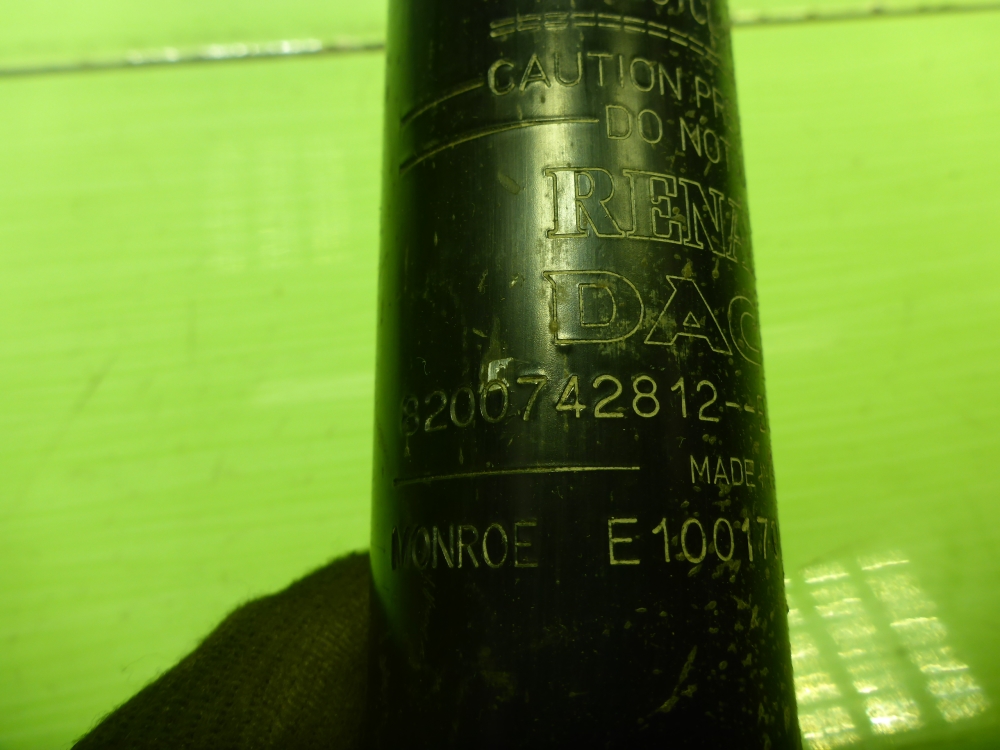 CAUTION PR
DO NOT
RENA
DAC
8200742812--
MADE
MONROE E10017